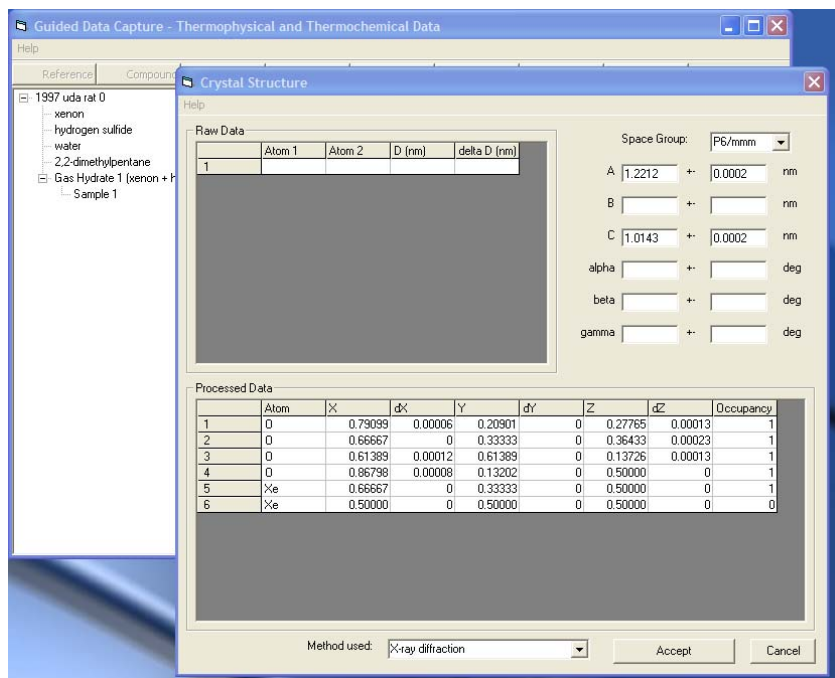 Guided Data Capture - Thermophysical and Thermochemical Data
Help
Reference Compound
1997 uda rat 0
xenon
hydrogen sulfide
water
2,2-dimethylpentane
Gas Hydrate 1 (xenon + h
Sample 1
Crystal Structure
Help
Raw Data
Atom 1 Atom 2 D (nm) delta D (nm)
1
Space Group: P6/mmm
A 1.2212 +- 0.0002 nm
B +- nm
C 1.0143 +- 0.0002 nm
alpha +- deg
beta +- deg
gamma +- deg
Processed Data
Atom X dX Y dY Z dZ Occupancy
1 O 0.79099 0.00006 0.20901 0 0.27765 0.00013 1
2 O 0.66667 0 0.33333 0 0.36433 0.00023 1
3 O 0.61389 0.00012 0.61389 0 0.13726 0.00013 1
4 O 0.86798 0.00008 0.13202 0 0.50000 0 1
5 Xe 0.66667 0 0.33333 0 0.50000 0 1
6 Xe 0.50000 0 0.50000 0 0.50000 0 0
Method used: X-ray diffraction Accept Cancel